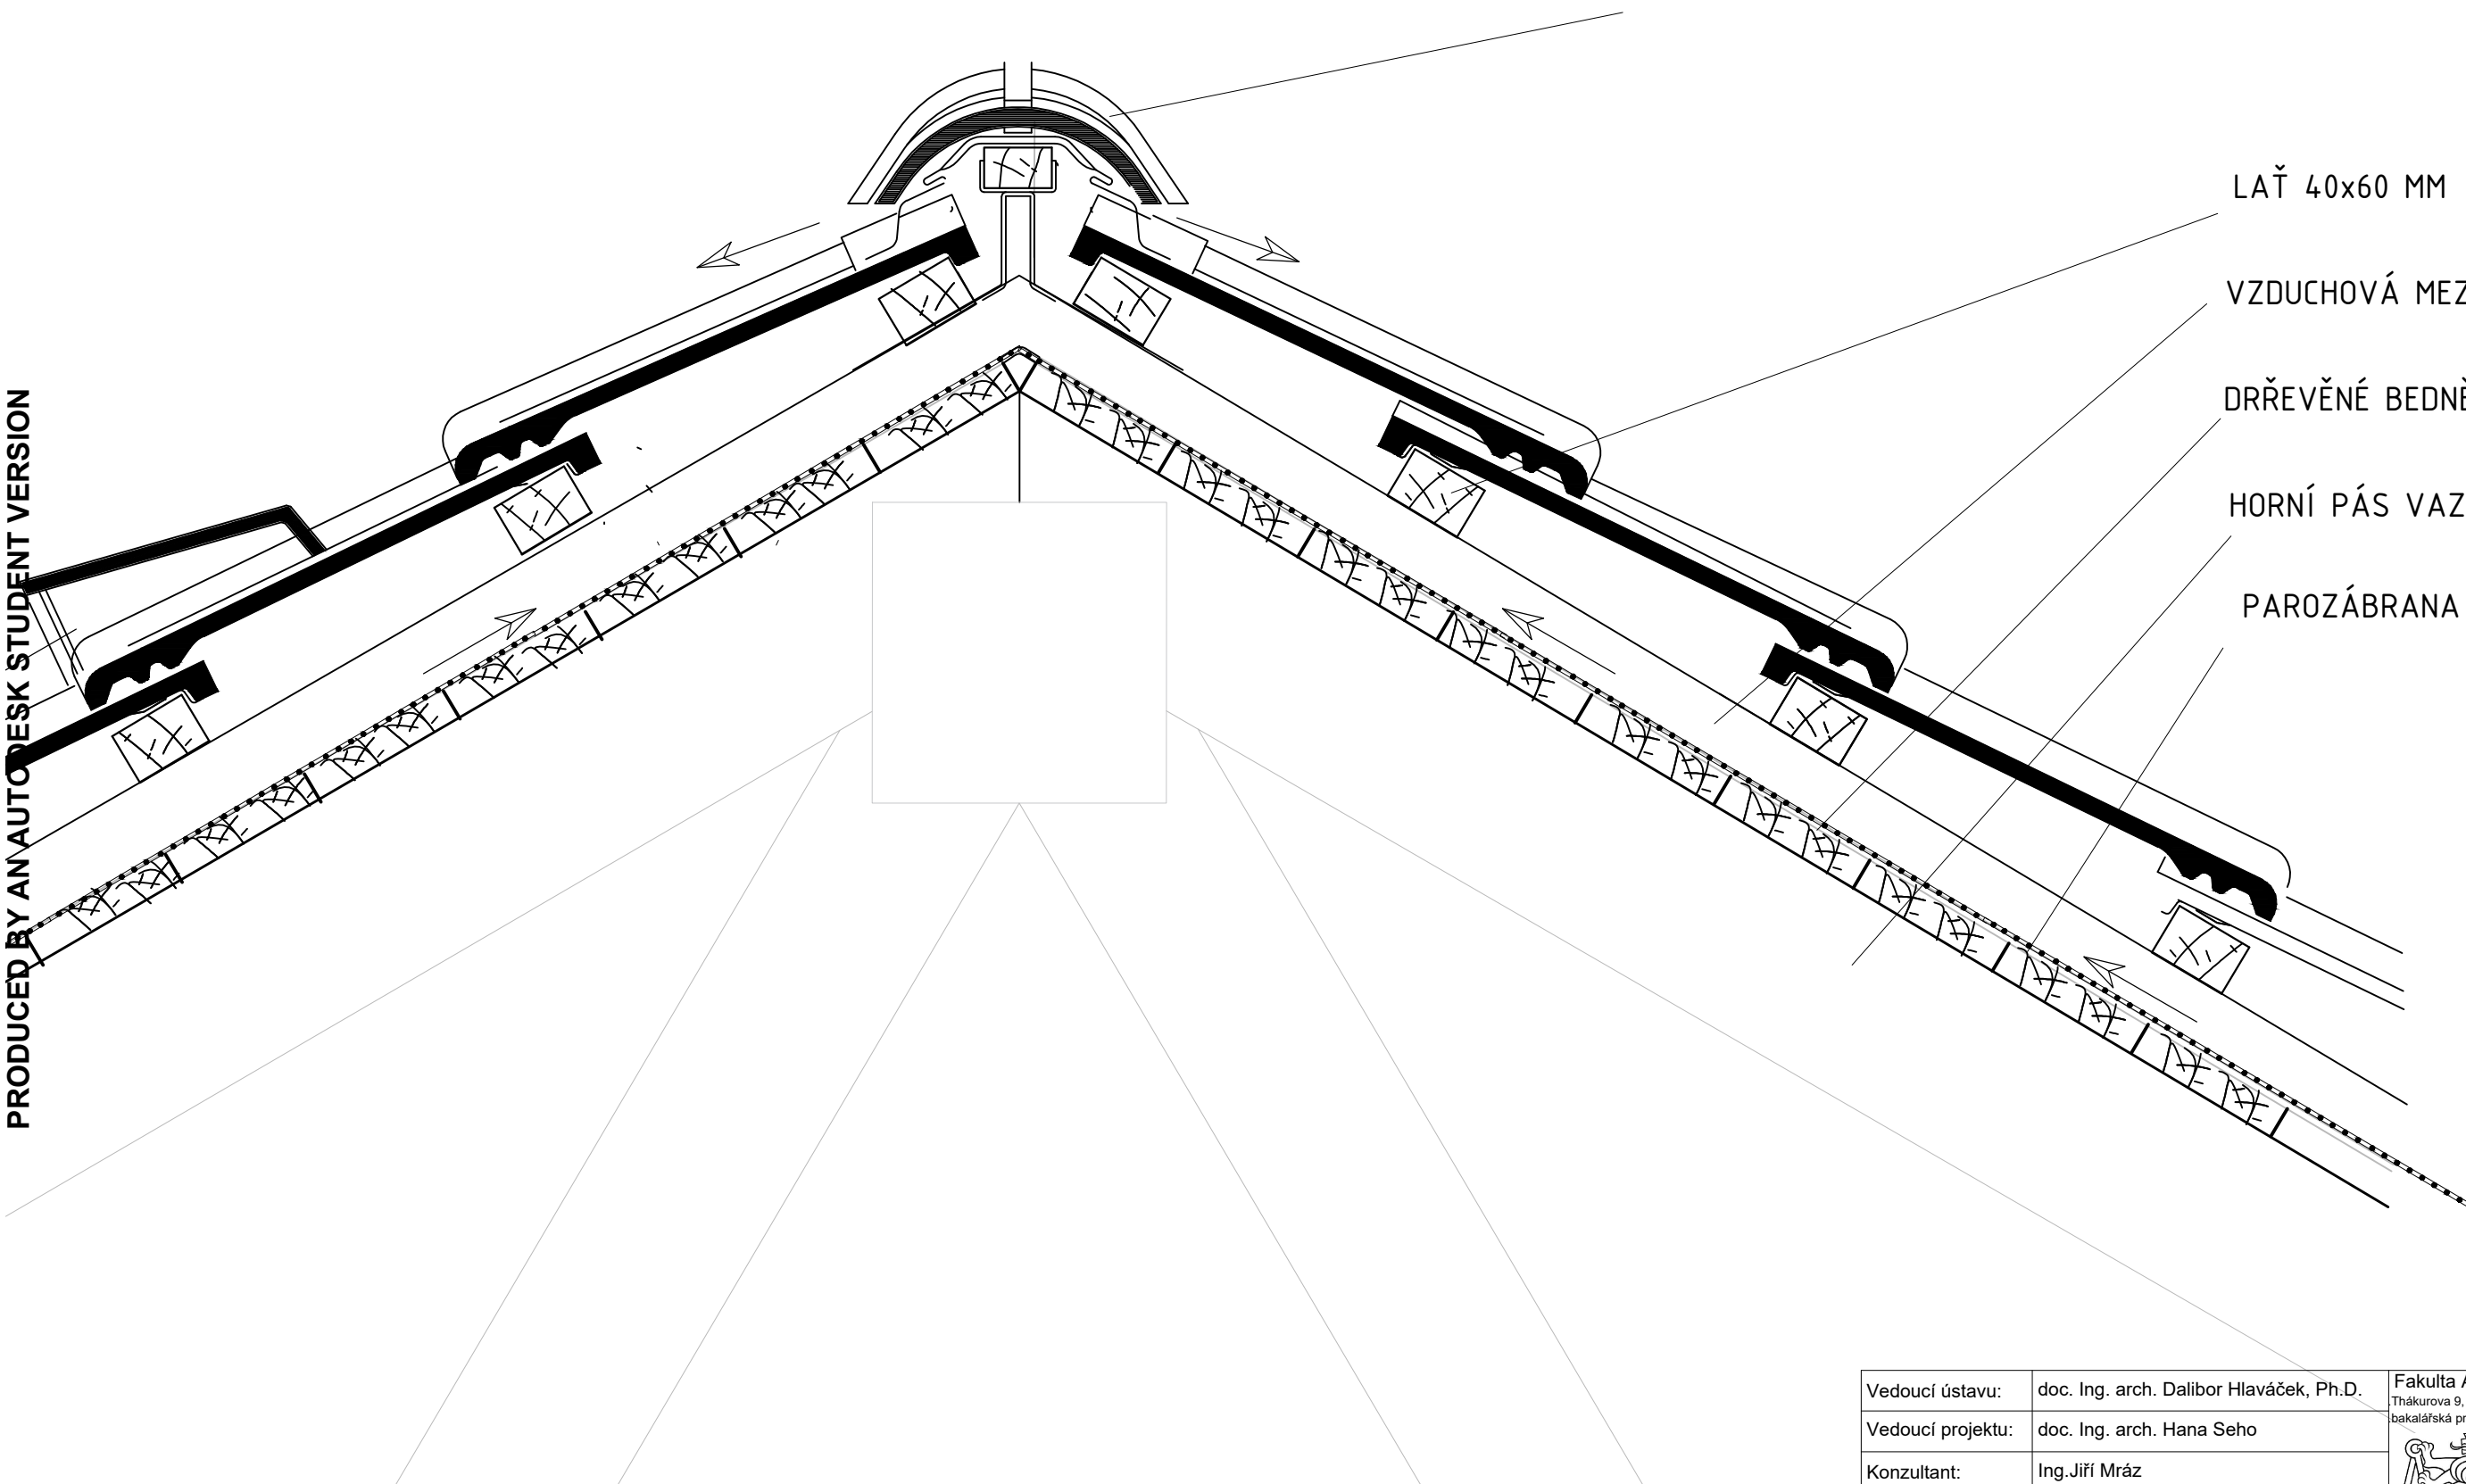 PRODUCED BY AN AUTODESK STUDENT VERSION
LAŤ 40x60 MM
VZDUCHOVÁ MEZ
DRŘEVĚNÉ BEDNĚ
HORNÍ PÁS VAZ
PAROZÁBRANA
Vedoucí ústavu: doc. Ing. arch. Dalibor Hlaváček, Ph.D.
Vedoucí projektu: doc. Ing. arch. Hana Seho
Konzultant: Ing.Jiří Mráz
Fakulta A
Thákurova 9,
bakalářská pr